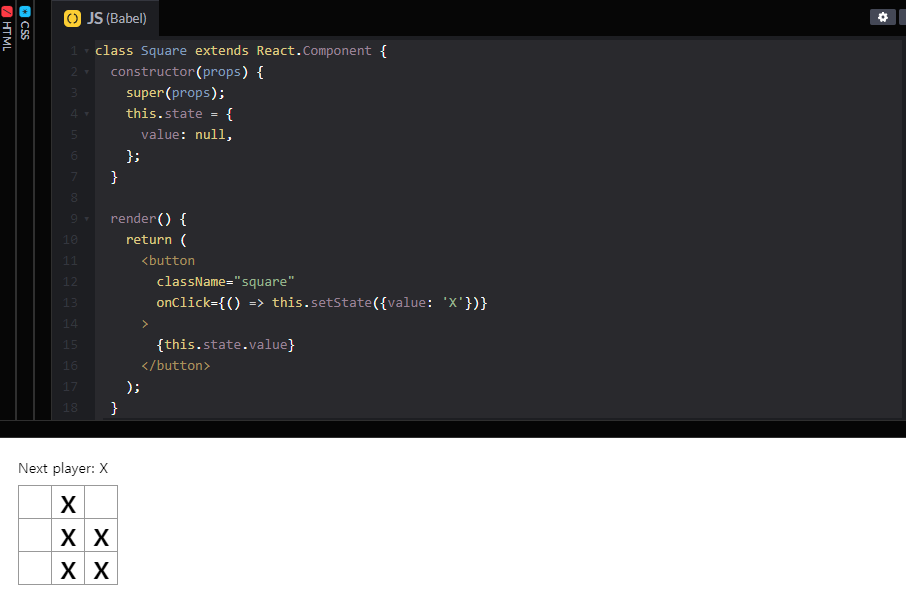 HTML
CSS
JS (Babel)
1 class Square extends React.Component {
2 constructor(props) {
3 super(props);
4 this.state = {
5 value: null,
6 };
7 }
8
9 render() {
10 return (
11 <button
12 className="square"
13 onClick={() => this.setState({value: 'X'})}
14 >
15 {this.state.value}
16 </button>
17 );
18 }
Next player: X
X
X X
X X